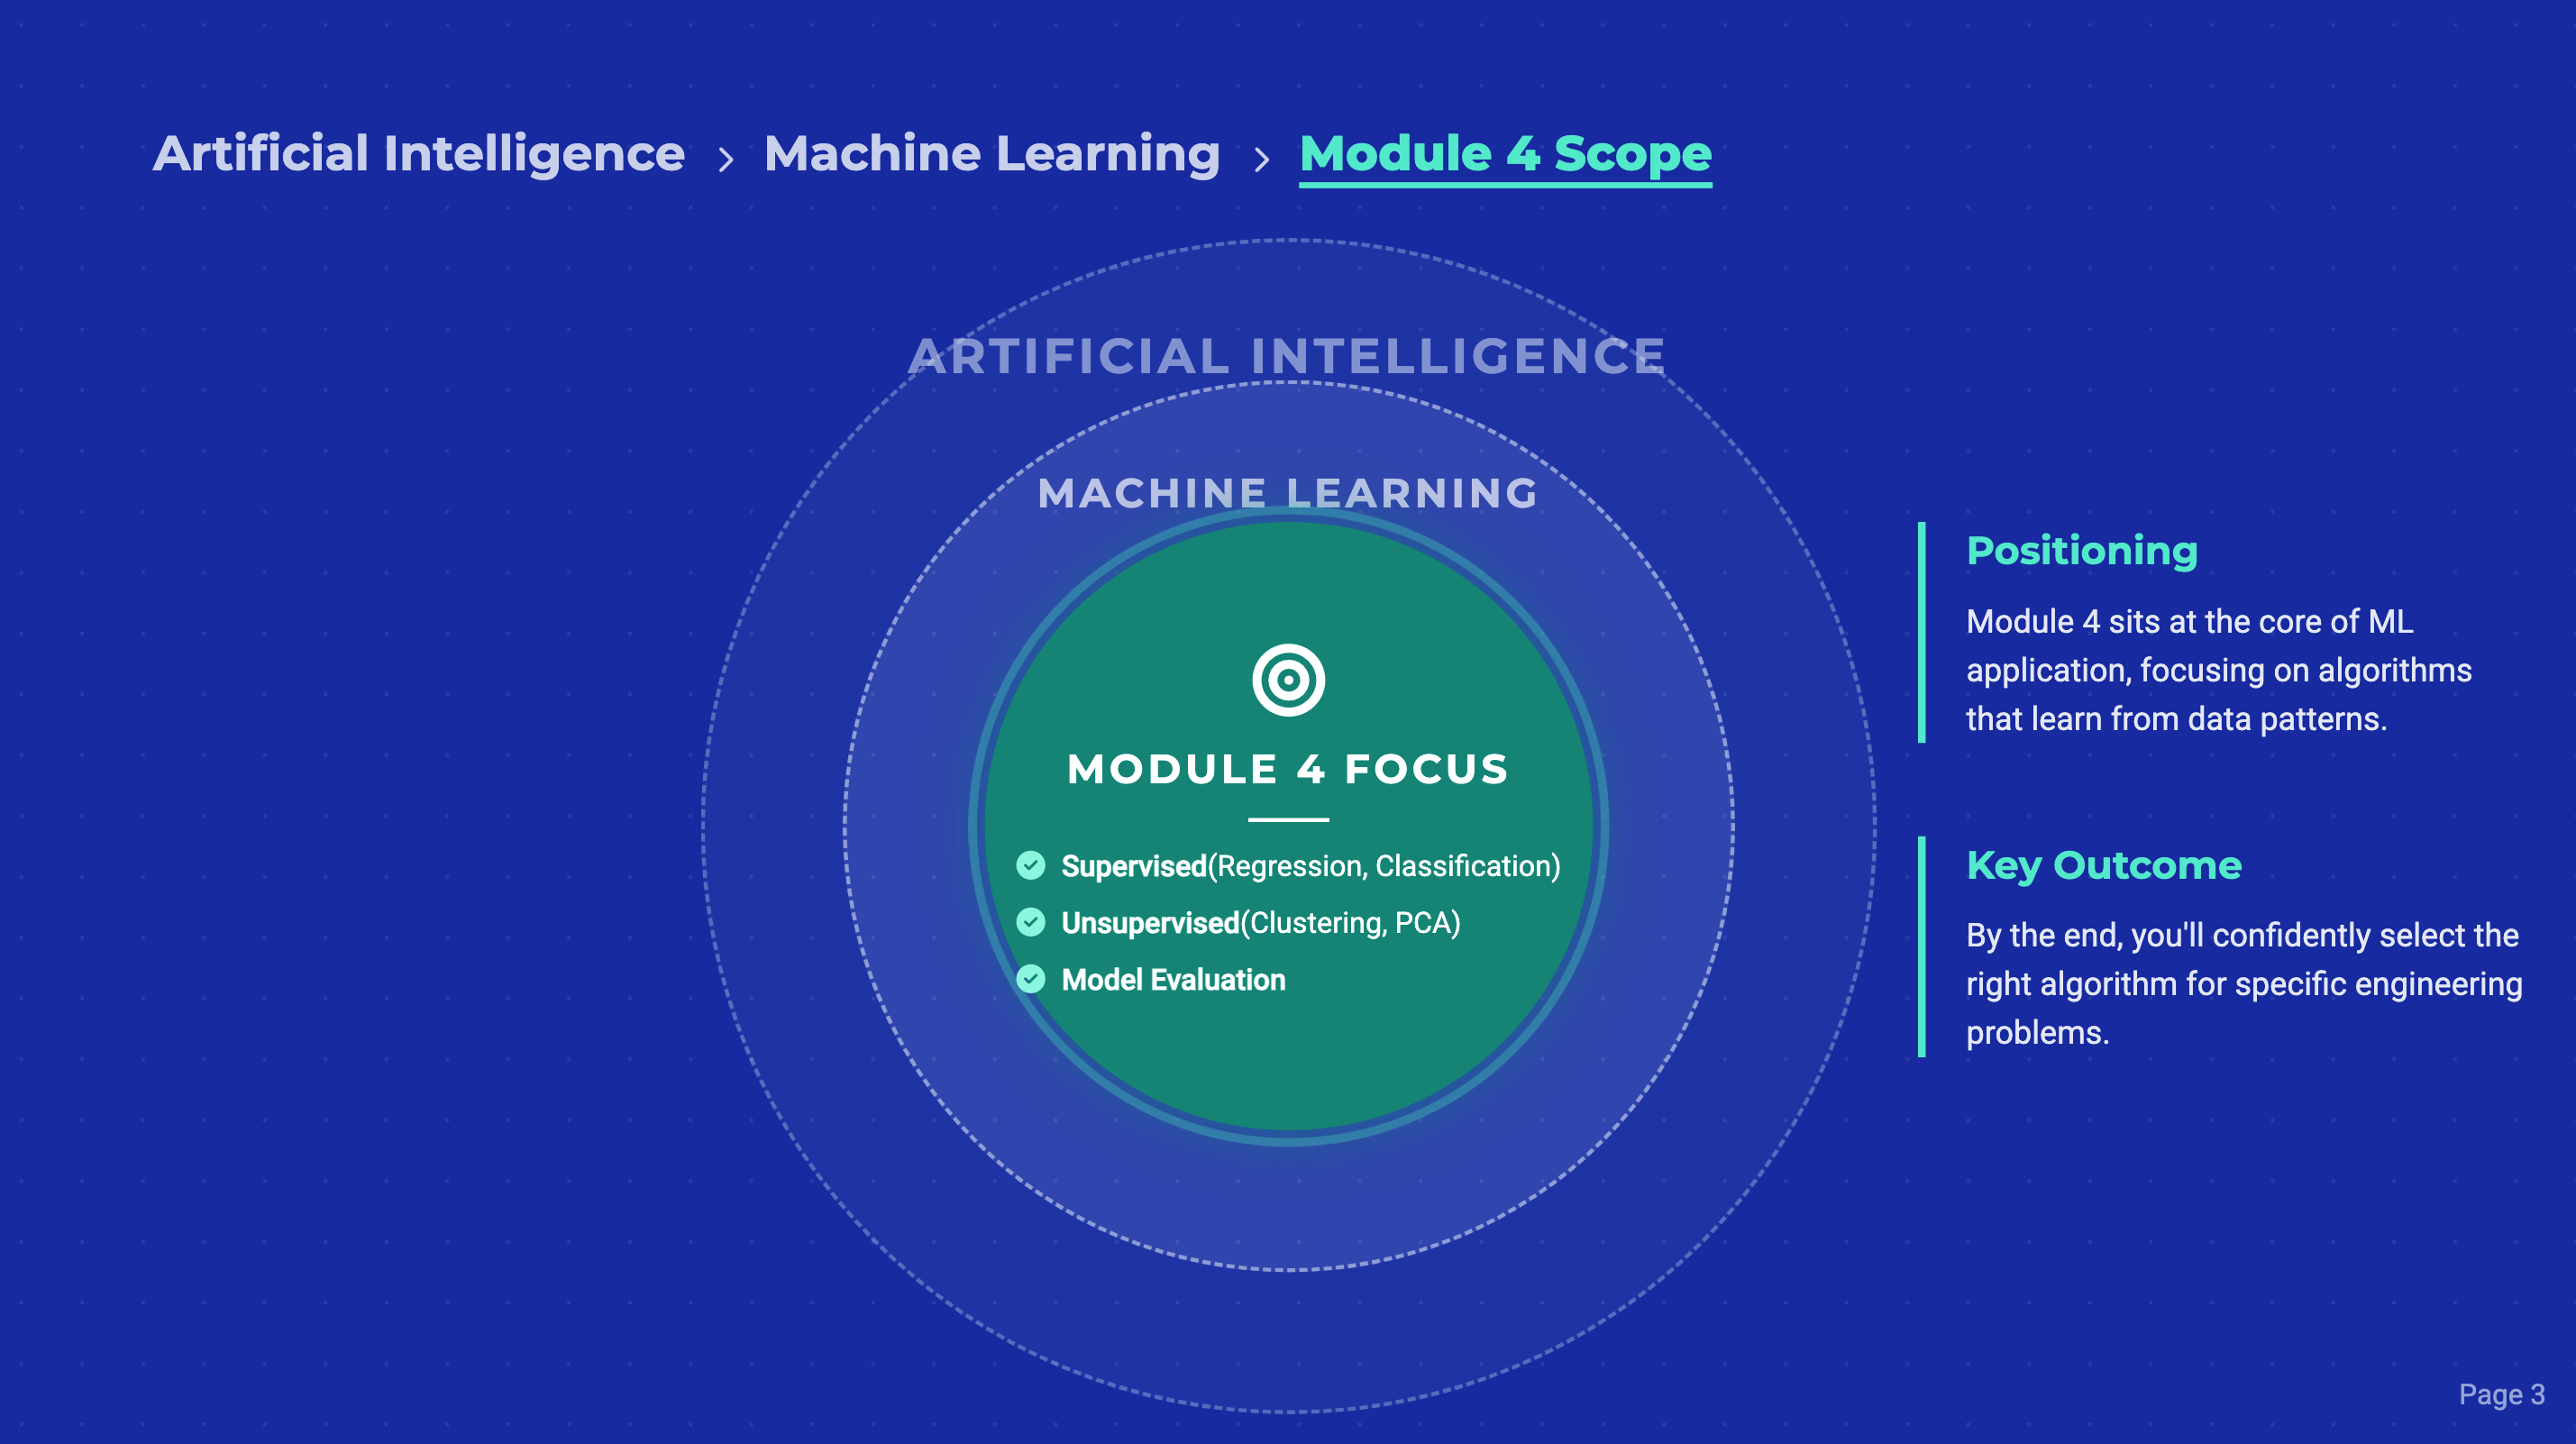 Artificial Intelligence > Machine Learning > Module 4 Scope
ARTIFICIAL INTELLIGENCE
MACHINE LEARNING
MODULE 4 FOCUS
Supervised(Regression, Classification)
Unsupervised(Clustering, PCA)
Model Evaluation
Positioning
Module 4 sits at the core of ML
application, focusing on algorithms
that learn from data patterns.
Key Outcome
By the end, you'll confidently select the
right algorithm for specific engineering
problems.
Page 3